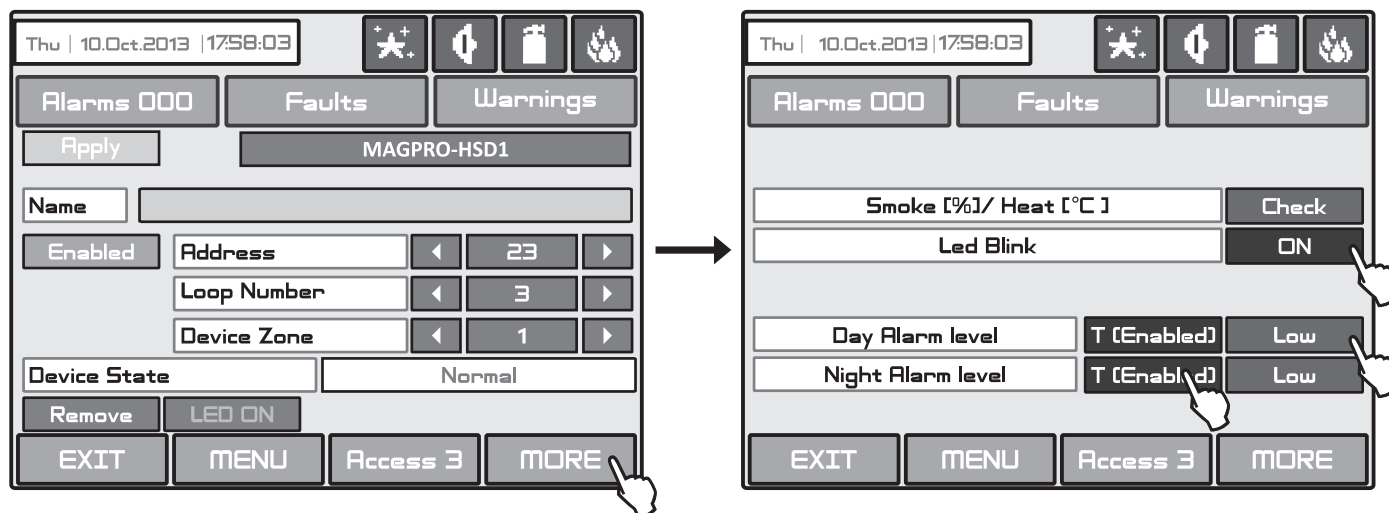 Thu | 10.Oct.2013 | 17:58:03
Alarms 000 Faults Warnings
Apply MAGPRO-HSD1
Name
Enabled Address 23
Loop Number 3
Device Zone 1
Device State Normal
Remove LED ON
EXIT MENU Access 3 MORE
Thu | 10.Oct.2013 | 17:58:03
Alarms 000 Faults Warnings
Smoke [%]/ Heat [°C ] Check
Led Blink ON
Day Alarm level T (Enabled) Low
Night Alarm level T (Enabled) Low
EXIT MENU Access 3 MORE